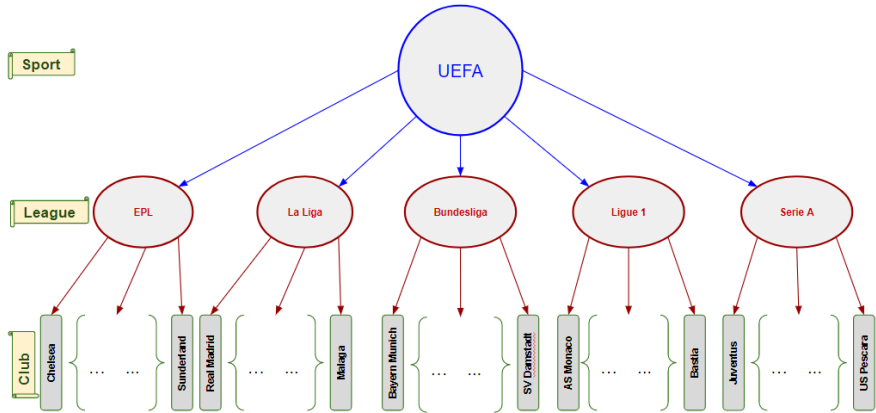 Sport
UEFA
League
EPL
La Liga
Bundesliga
Ligue 1
Serie A
Club
Chelsea
... ...
Sunderland
Real Madrid
... ...
Malaga
Bayern Munich
... ...
SV Damstadt
AS Monaco
... ...
Bastia
Juventus
... ...
US Pescara